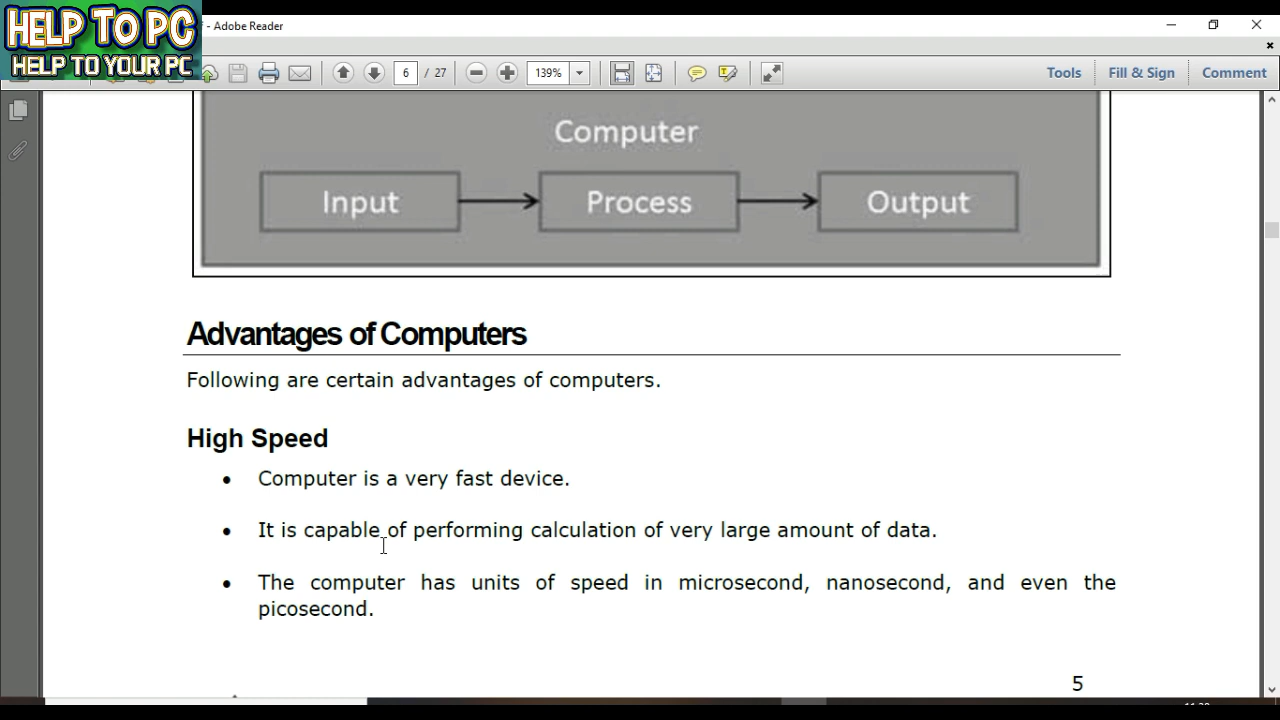 HELP TO PC
HELP TO YOUR PC
- Adobe Reader
6 / 27
139%
Tools
Fill & Sign
Comment
Computer
Input
Process
Output
Advantages of Computers
Following are certain advantages of computers.
High Speed
• Computer is a very fast device.
• It is capable of performing calculation of very large amount of data.
• The computer has units of speed in microsecond, nanosecond, and even the
picosecond.
5